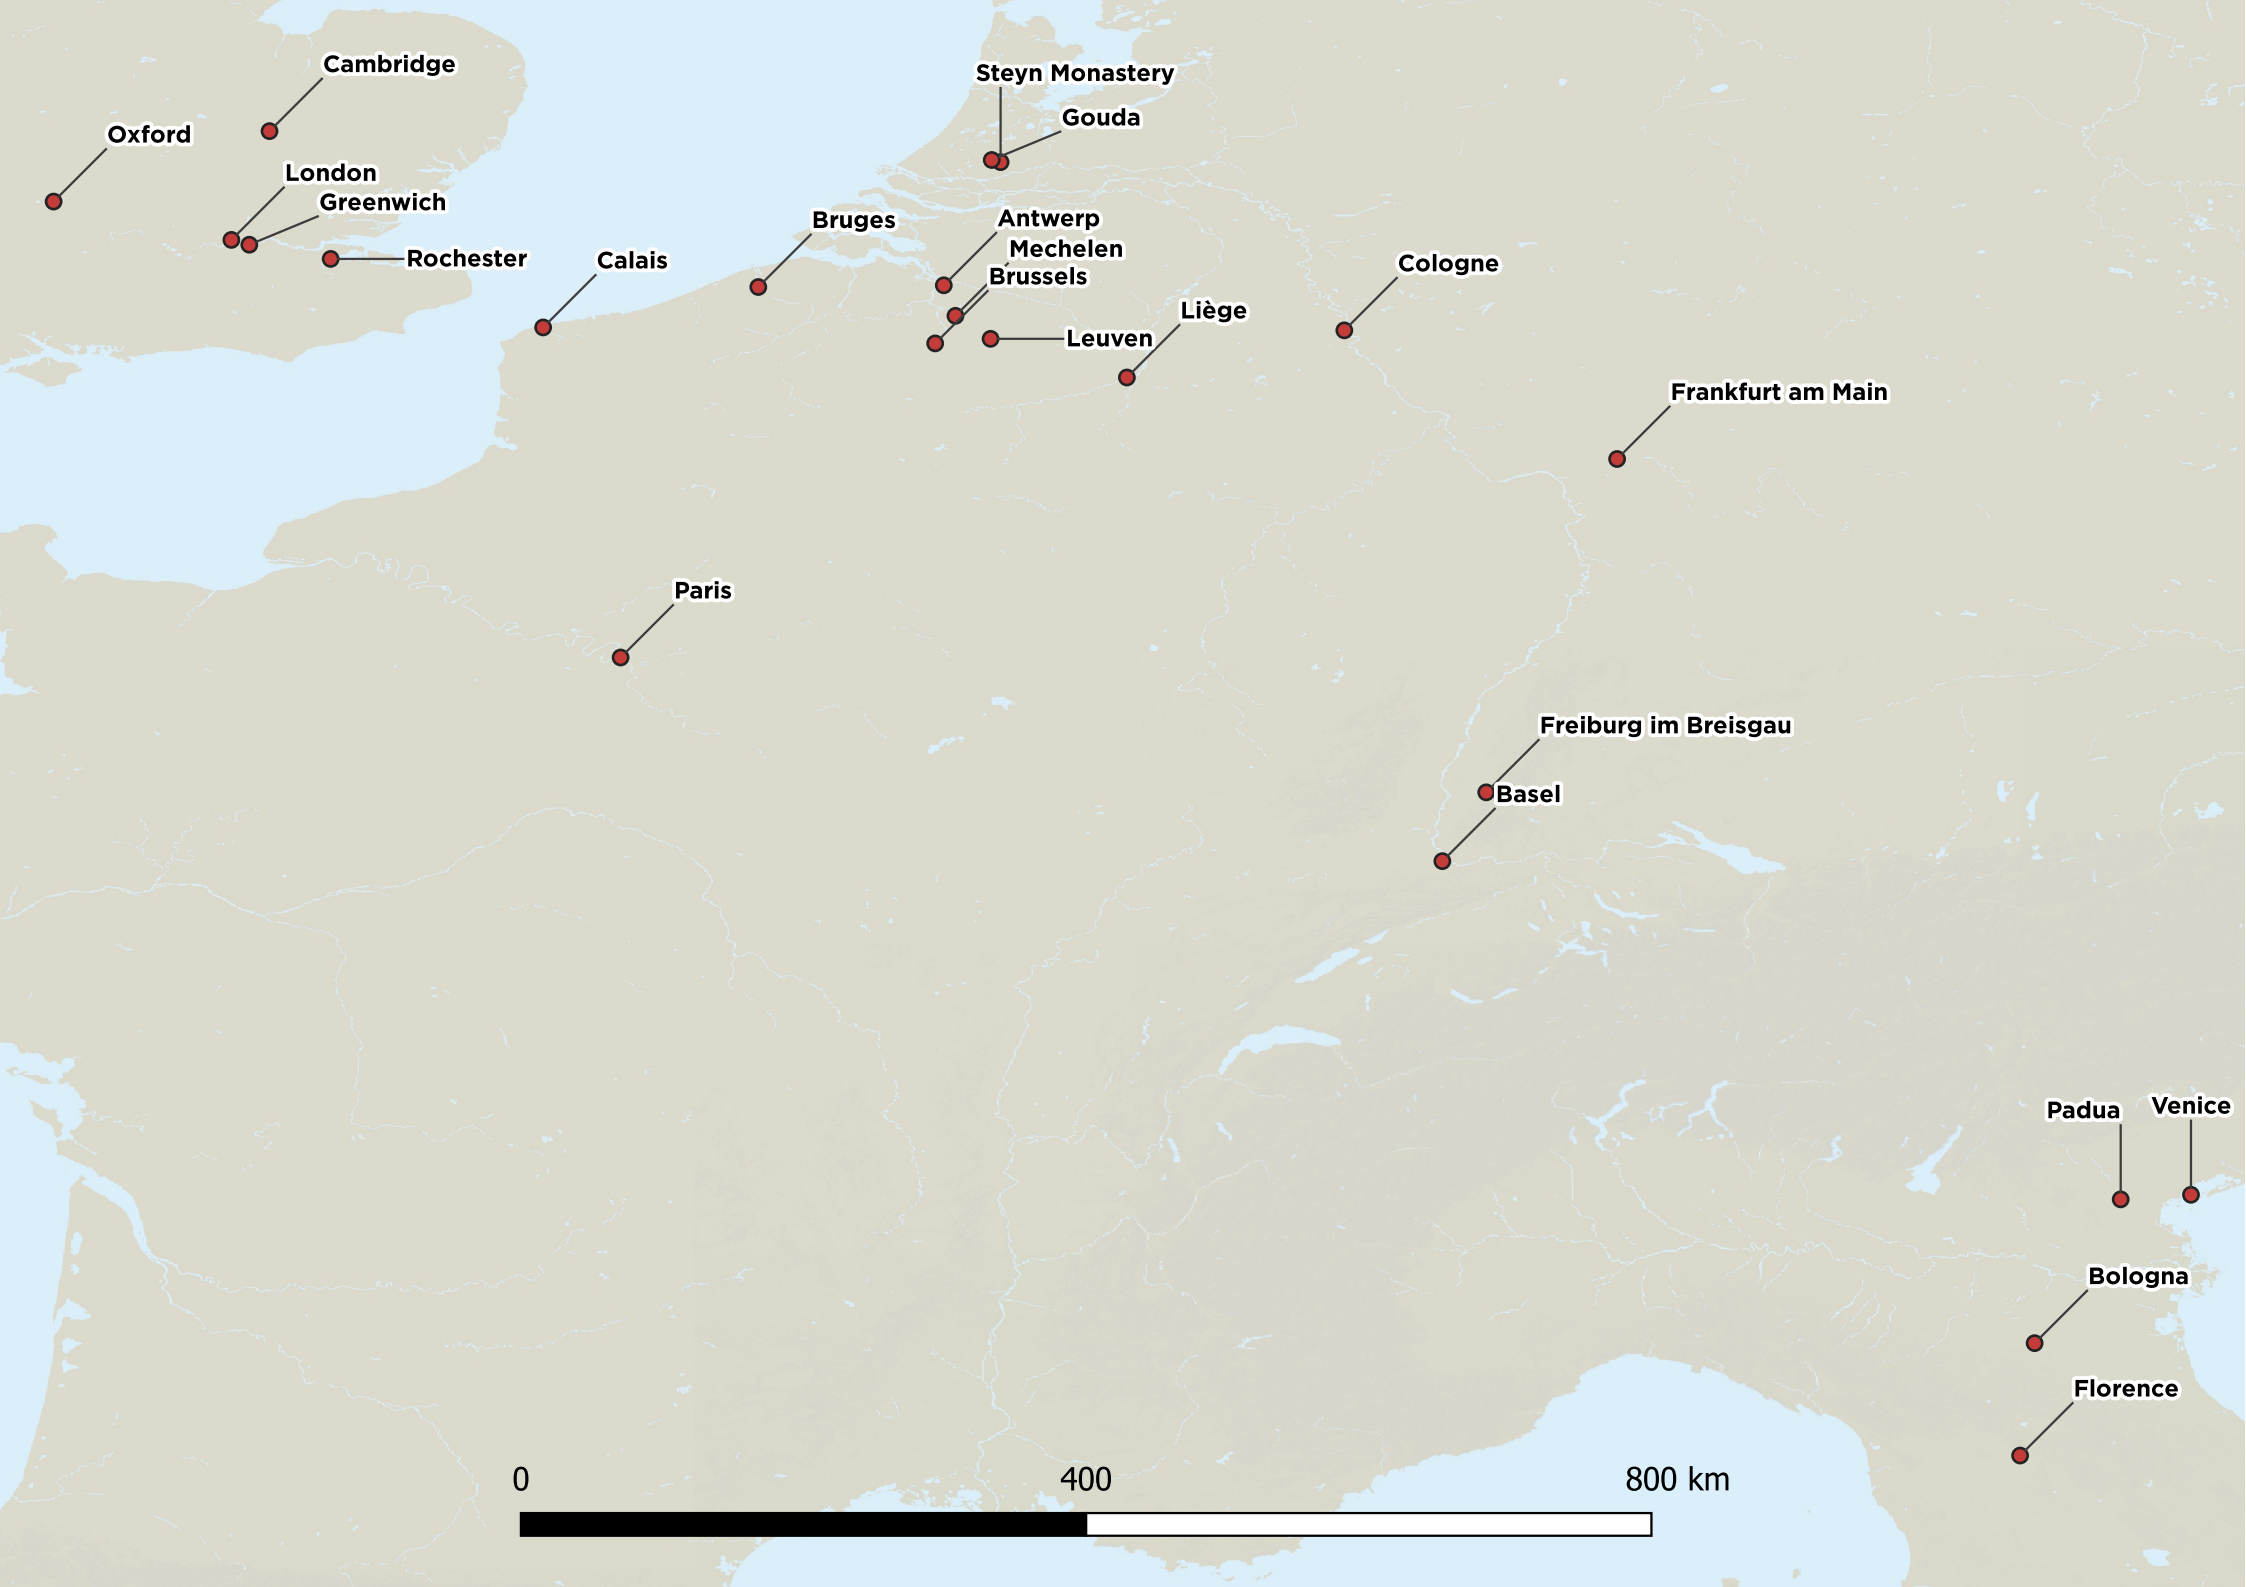 Cambridge
Steyn Monastery
Gouda
Oxford
London
Greenwich
Rochester
Bruges
Antwerp
Mechelen
Brussels
Calais
Cologne
Liège
Leuven
Frankfurt am Main
Paris
Freiburg im Breisgau
Basel
Padua
Venice
Bologna
Florence
0 400 800 km